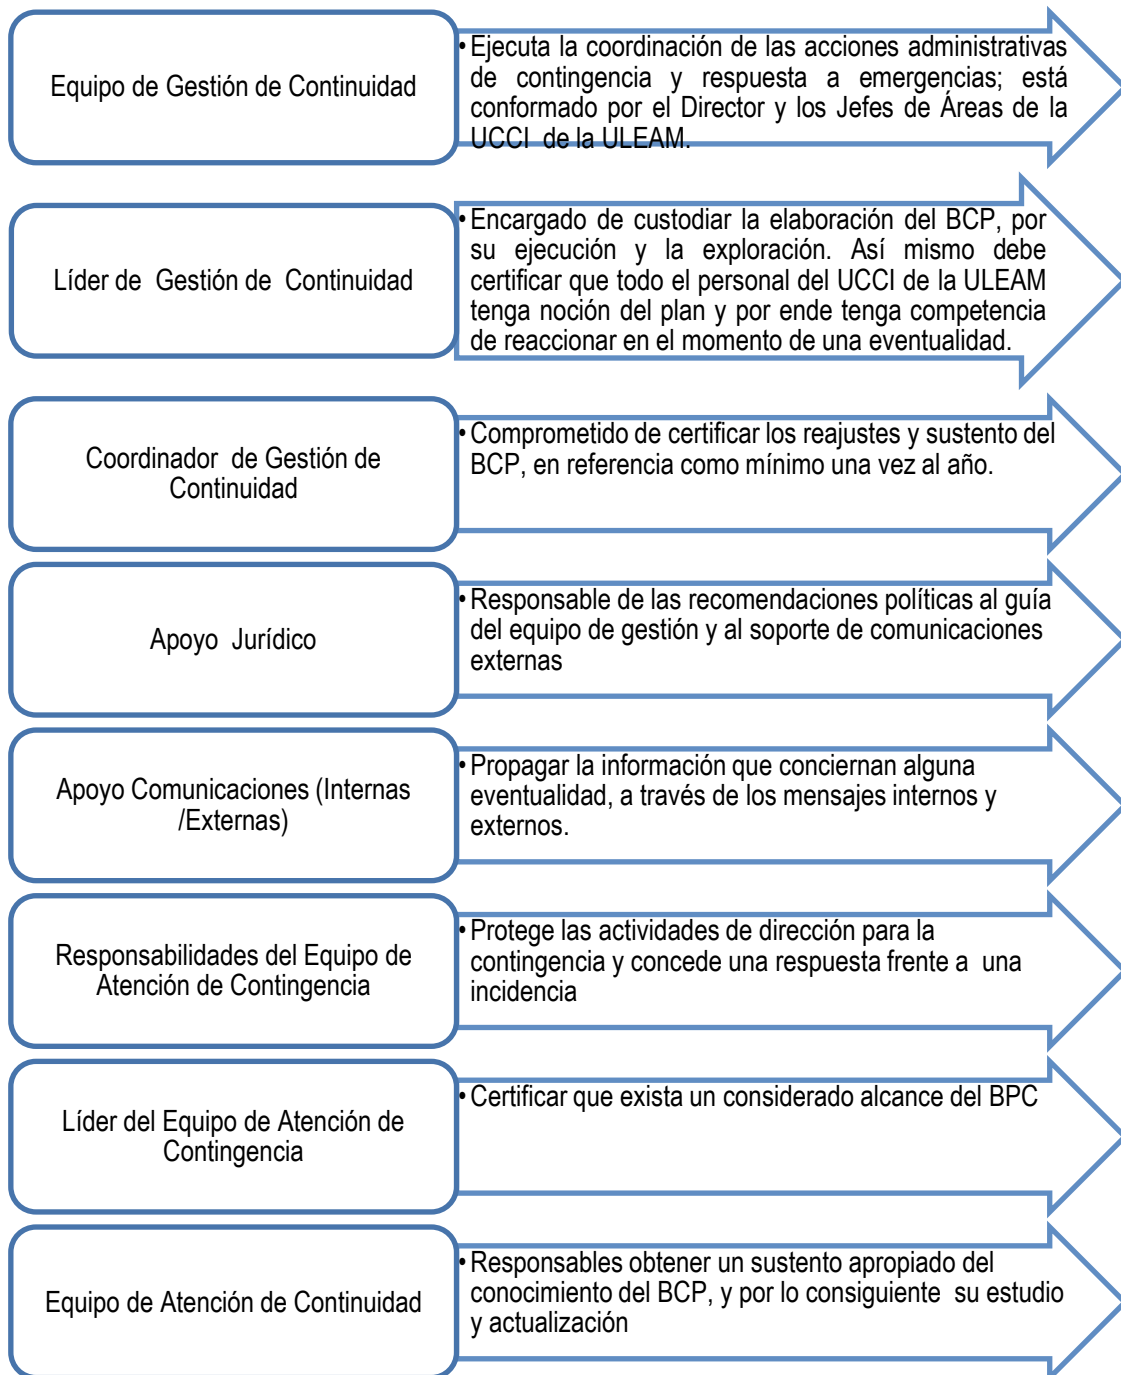 Equipo de Gestión de Continuidad
• Ejecuta la coordinación de las acciones administrativas
de contingencia y respuesta a emergencias; está
conformado por el Director y los Jefes de Áreas de la
UCCI de la ULEAM.
Líder de Gestión de Continuidad
• Encargado de custodiar la elaboración del BCP, por
su ejecución y la exploración. Así mismo debe
certificar que todo el personal del UCCI de la ULEAM
tenga noción del plan y por ende tenga competencia
de reaccionar en el momento de una eventualidad.
Coordinador de Gestión de
Continuidad
• Comprometido de certificar los reajustes y sustento del
BCP, en referencia como mínimo una vez al año.
Apoyo Jurídico
• Responsable de las recomendaciones políticas al guía
del equipo de gestión y al soporte de comunicaciones
externas
Apoyo Comunicaciones (Internas
/Externas)
• Propagar la información que conciernan alguna
eventualidad, a través de los mensajes internos y
externos.
Responsabilidades del Equipo de
Atención de Contingencia
• Protege las actividades de dirección para la
contingencia y concede una respuesta frente a una
incidencia
Líder del Equipo de Atención de
Contingencia
• Certificar que exista un considerado alcance del BPC
Equipo de Atención de Continuidad
• Responsables obtener un sustento apropiado del
conocimiento del BCP, y por lo consiguiente su estudio
y actualización